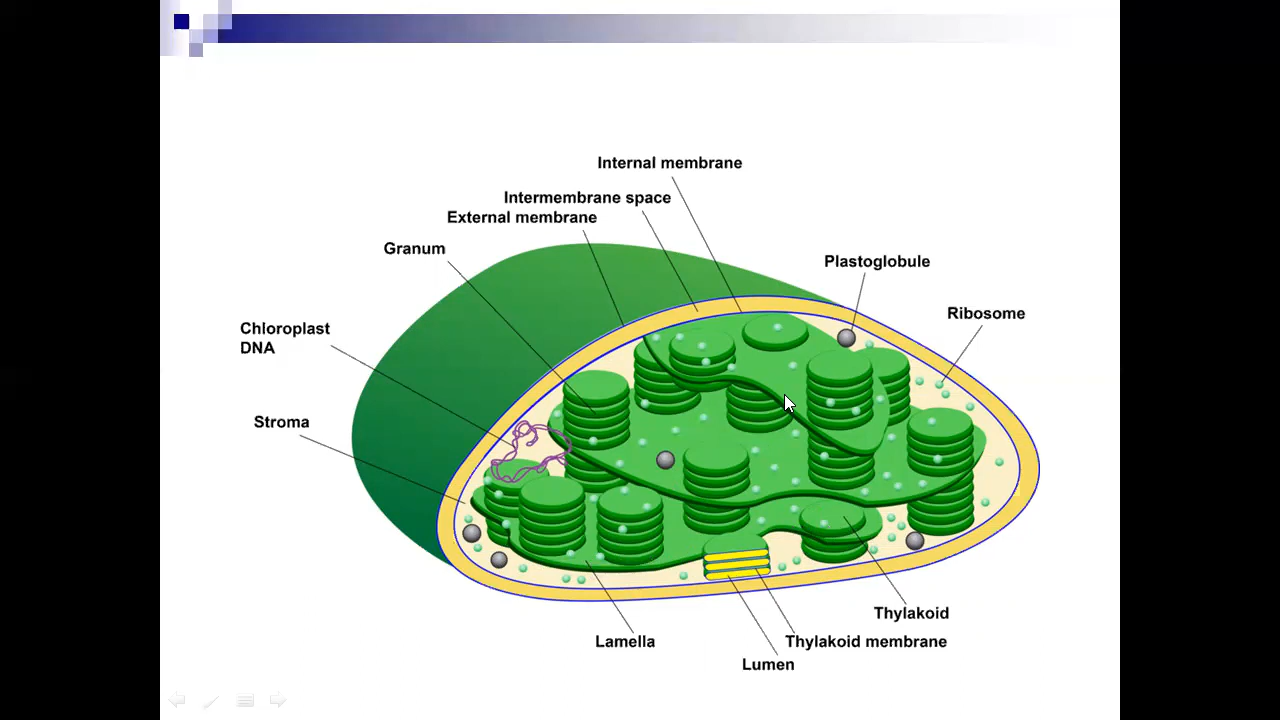 Internal membrane
Intermembrane space
External membrane
Granum
Plastoglobule
Ribosome
Chloroplast
DNA
Stroma
Thylakoid
Lamella
Thylakoid membrane
Lumen